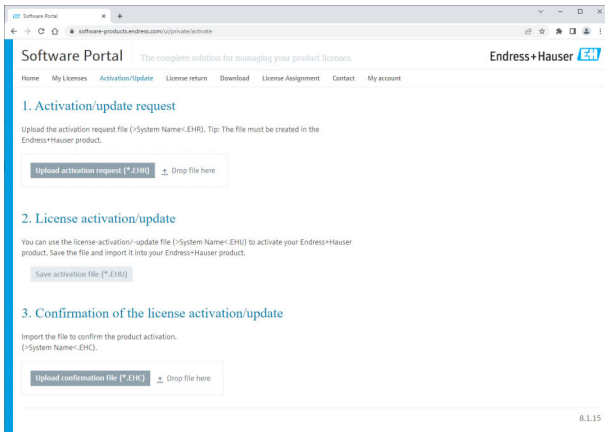 Software Portal
software-products.endress.com/ui/private/activate
Software Portal The complete solution for managing your product licenses.
Endress+Hauser EH
Home My Licenses Activation/Update License return Download License Assignment Contact My account
1. Activation/update request
Upload the activation request file (>System Name<.EHR). Tip: The file must be created in the
Endress+Hauser product.
Upload activation request (*.EHR) Drop file here
2. License activation/update
You can use the license-activation/-update file (>System Name<.EHU) to activate your Endress+Hauser
product. Save the file and import it into your Endress+Hauser product.
Save activation file (*.EHU)
3. Confirmation of the license activation/update
Import the file to confirm the product activation.
(>System Name<.EHC).
Upload confirmation file (*.EHC) Drop file here
8.1.15